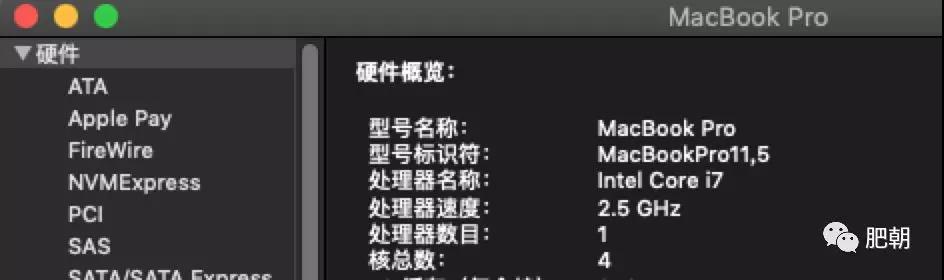 MacBook Pro
硬件
ATA
Apple Pay
FireWire
NVMExpress
PCI
SAS
SATA/SATA Express
硬件概览：
型号名称： MacBook Pro
型号标识符： MacBookPro11,5
处理器名称： Intel Core i7
处理器速度： 2.5 GHz
处理器数目： 1
核总数： 4
肥朝